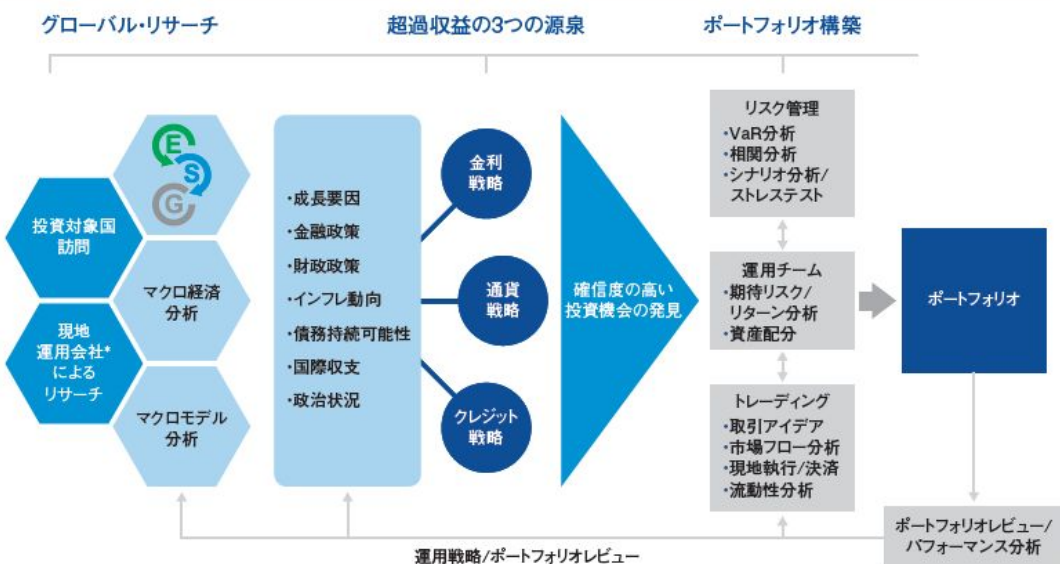 グローバル・リサーチ
超過収益の3つの源泉
ポートフォリオ構築
E
S
G
投資対象国
訪問
マクロ経済
分析
現地
運用会社*
による
リサーチ
マクロモデル
分析
・成長要因
・金融政策
・財政政策
・インフレ動向
・債務持続可能性
・国際収支
・政治状況
金利
戦略
通貨
戦略
クレジット
戦略
確信度の高い
投資機会の発見
リスク管理
・VaR分析
・相関分析
・シナリオ分析/
ストレステスト
運用チーム
・期待リスク/
リターン分析
・資産配分
トレーディング
・取引アイデア
・市場フロー分析
・現地執行/決済
・流動性分析
ポートフォリオ
ポートフォリオレビュー/
パフォーマンス分析
運用戦略/ポートフォリオレビュー